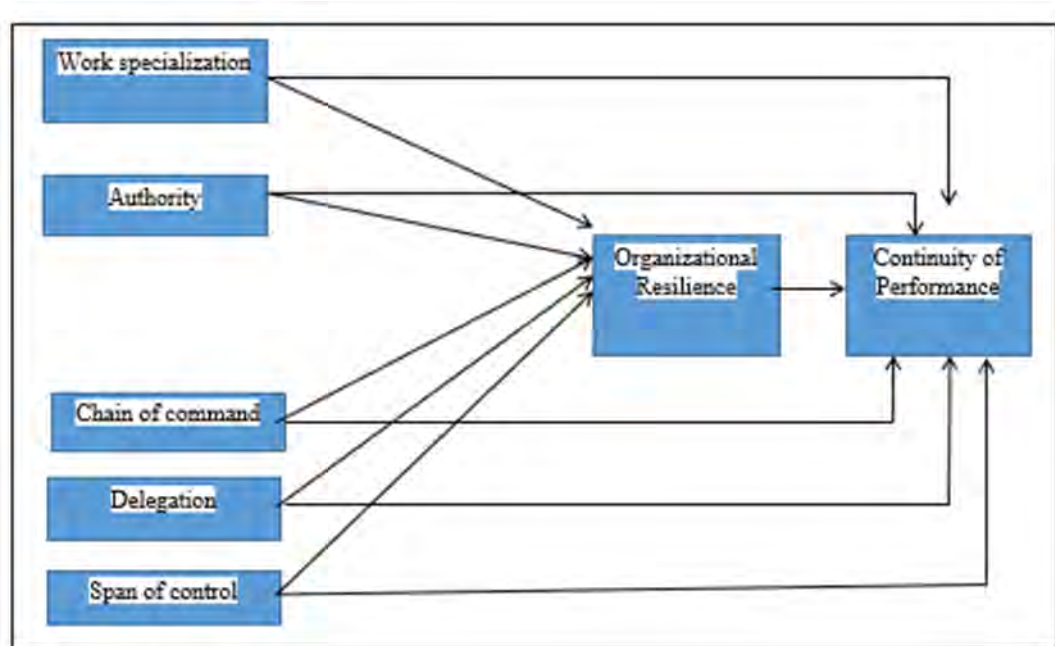 Work specialization
Authority
Organizational
Resilience
Continuity of
Performance
Chain of command
Delegation
Span of control